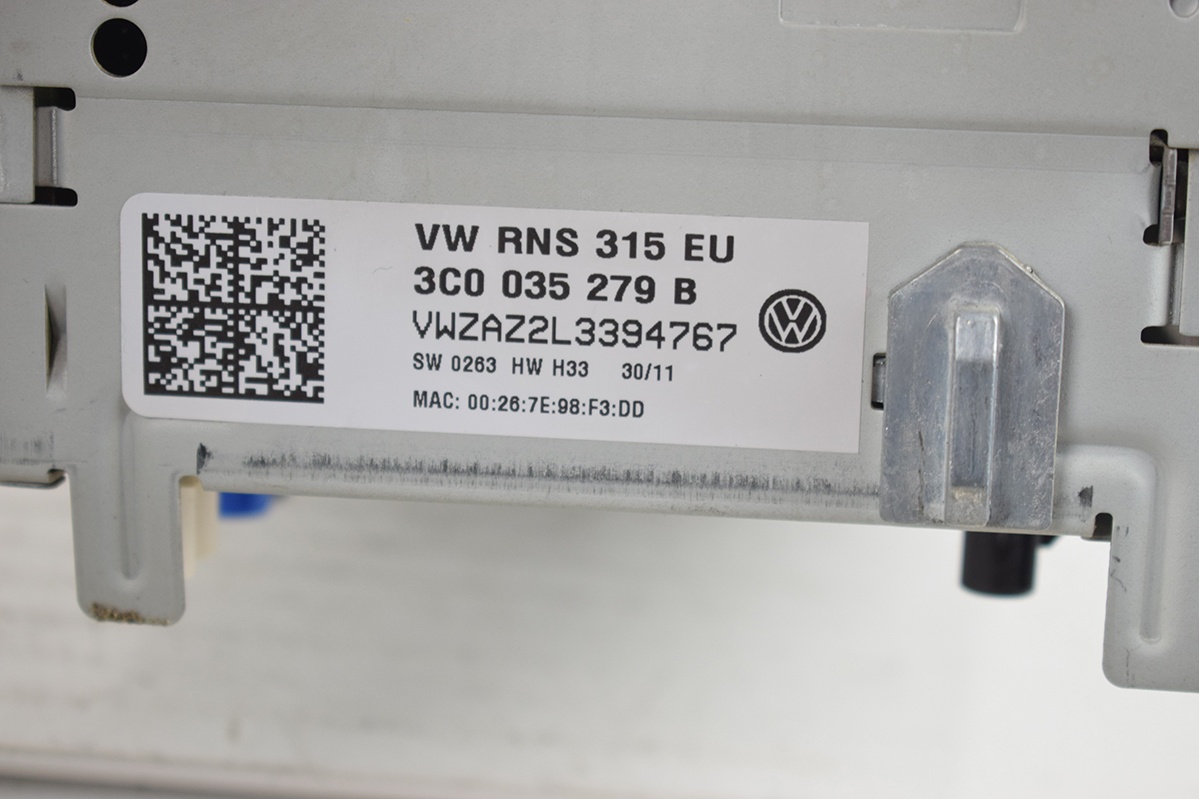 VW RNS 315 EU
3C0 035 279 B
VWZAZ2L3394767
SW 0263 HW H33 30/11
MAC: 00:26:7E:98:F3:DD